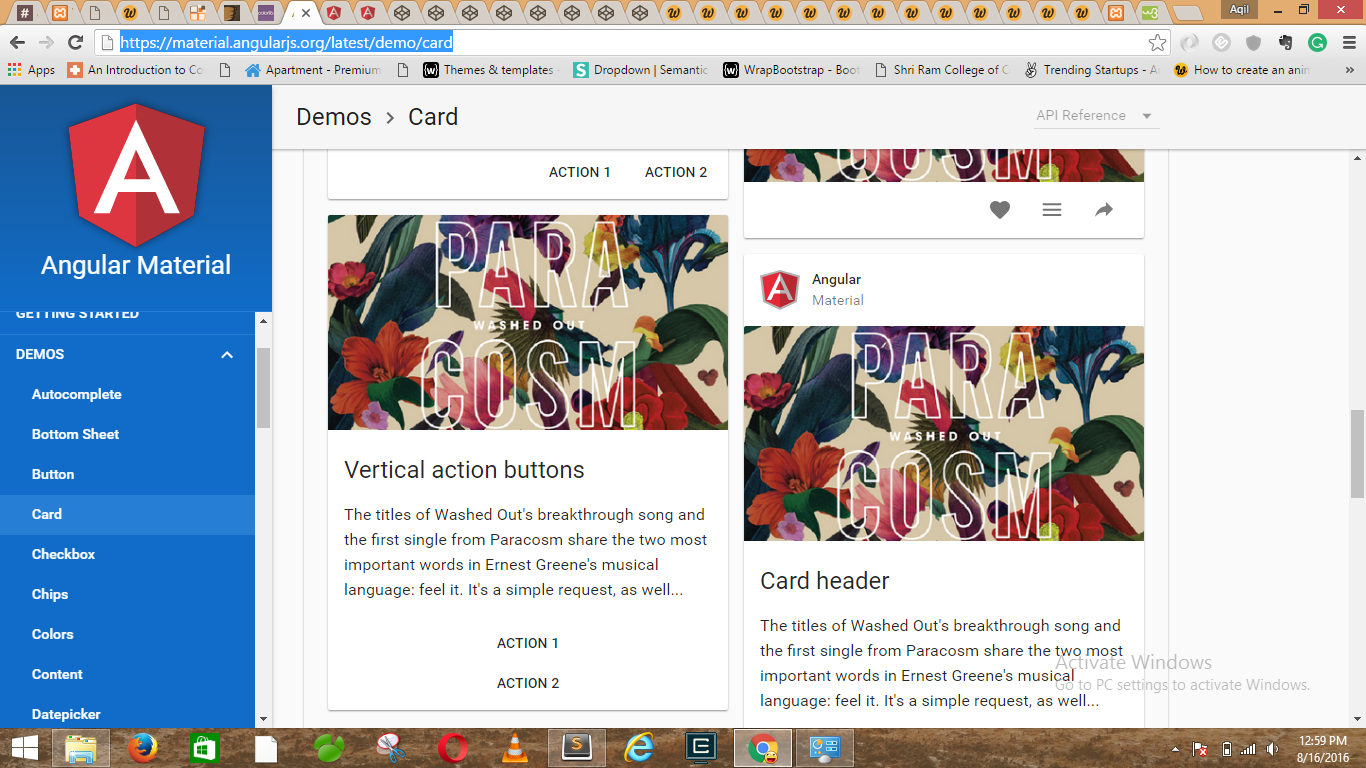 Aqil
https://material.angularjs.org/latest/demo/card
Apps
An Introduction to Co
Apartment - Premium
Themes & templates
Dropdown | Semantic
WrapBootstrap - Boot
Shri Ram College of C
Trending Startups - A
How to create an anim
»
Angular Material
GETTING STARTED
DEMOS
Autocomplete
Bottom Sheet
Button
Card
Checkbox
Chips
Colors
Content
Datepicker
Demos > Card
API Reference
ACTION 1 ACTION 2
PARA
WASHED OUT
COSM
Vertical action buttons
The titles of Washed Out's breakthrough song and
the first single from Paracosm share the two most
important words in Ernest Greene's musical
language: feel it. It's a simple request, as well...
ACTION 1
ACTION 2
COSM
Angular
Material
PARA
WASHED OUT
COSM
Card header
The titles of Washed Out's breakthrough song and
the first single from Paracosm share the two most
important words in Ernest Greene's musical
language: feel it. It's a simple request, as well...
Activate Windows
Go to PC settings to activate Windows.
12:59 PM
8/16/2016